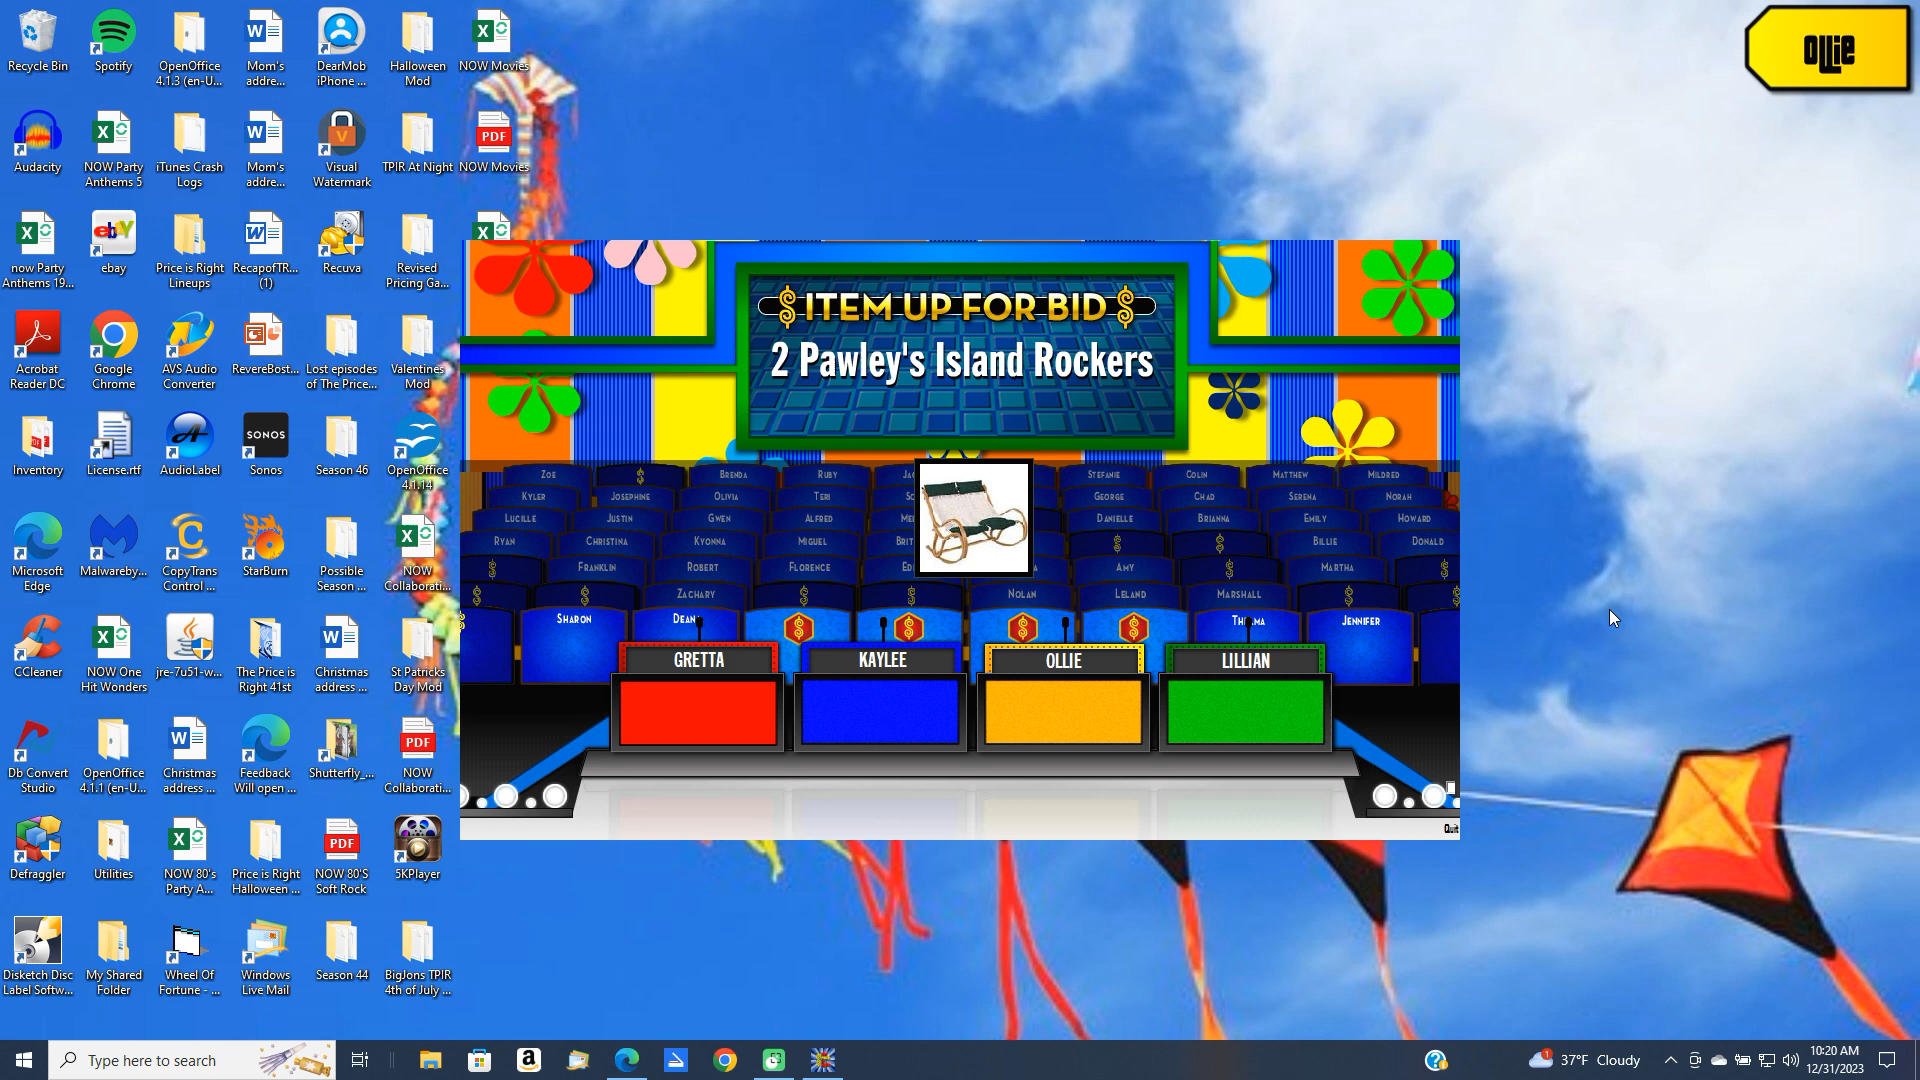 Recycle Bin
Spotify
OpenOffice
4.1.3 (en-U...
Mom's
addre...
DearMob
iPhone ...
Halloween
Mod
NOW Movies
Audacity
NOW Party
Anthems 5
iTunes Crash
Logs
Mom's
addre...
Visual
Watermark
TPIR At Night
NOW Movies
now Party
Anthems 19...
ebay
Price is Right
Lineups
RecapofTR...
(1)
Recuva
Revised
Pricing Ga...
Acrobat
Reader DC
Google
Chrome
AVS Audio
Converter
RevereBost...
Lost episodes
of The Price...
Valentines
Mod
Inventory
License.rtf
AudioLabel
SONOS
Sonos
Season 46
OpenOffice
4.1.14
Microsoft
Edge
Malwareby...
CopyTrans
Control ...
StarBurn
Possible
Season ...
NOW
Collaborati...
CCleaner
NOW One
Hit Wonders
jre-7u51-w...
The Price is
Right 41st
Christmas
address ...
St Patricks
Day Mod
Db Convert
Studio
OpenOffice
4.1.1 (en-U...
Christmas
address ...
Feedback
Will open ...
Shutterfly_...
NOW
Collaborati...
Defraggler
Utilities
NOW 80's
Party A...
Price is Right
Halloween ...
NOW 80'S
Soft Rock
5KPlayer
Disketch Disc
Label Softw...
My Shared
Folder
Wheel Of
Fortune - ...
Windows
Live Mail
Season 44
BigJons TPIR
4th of July ...
OLLIE
$ ITEM UP FOR BID $
2 Pawley's Island Rockers
ZOE BRENDA RUBY STEFANIE COLIN MATTHEW MILDRED
KYLER JOSEPHINE OLIVIA TERI GEORGE CHAD SERENA NORAH
LUCILLE JUSTIN GWEN ALFRED DANIELLE BRIANNA EMILY HOWARD
RYAN CHRISTINA KYONNA MIGUEL BILLIE DONALD
FRANKLIN ROBERT FLORENCE AMY MARTHA
ZACHARY NOLAN LELAND MARSHALL
SHARON DEAN JENNIFER
GRETTA KAYLEE OLLIE LILLIAN
Quit
Type here to search
37°F Cloudy
10:20 AM
12/31/2023